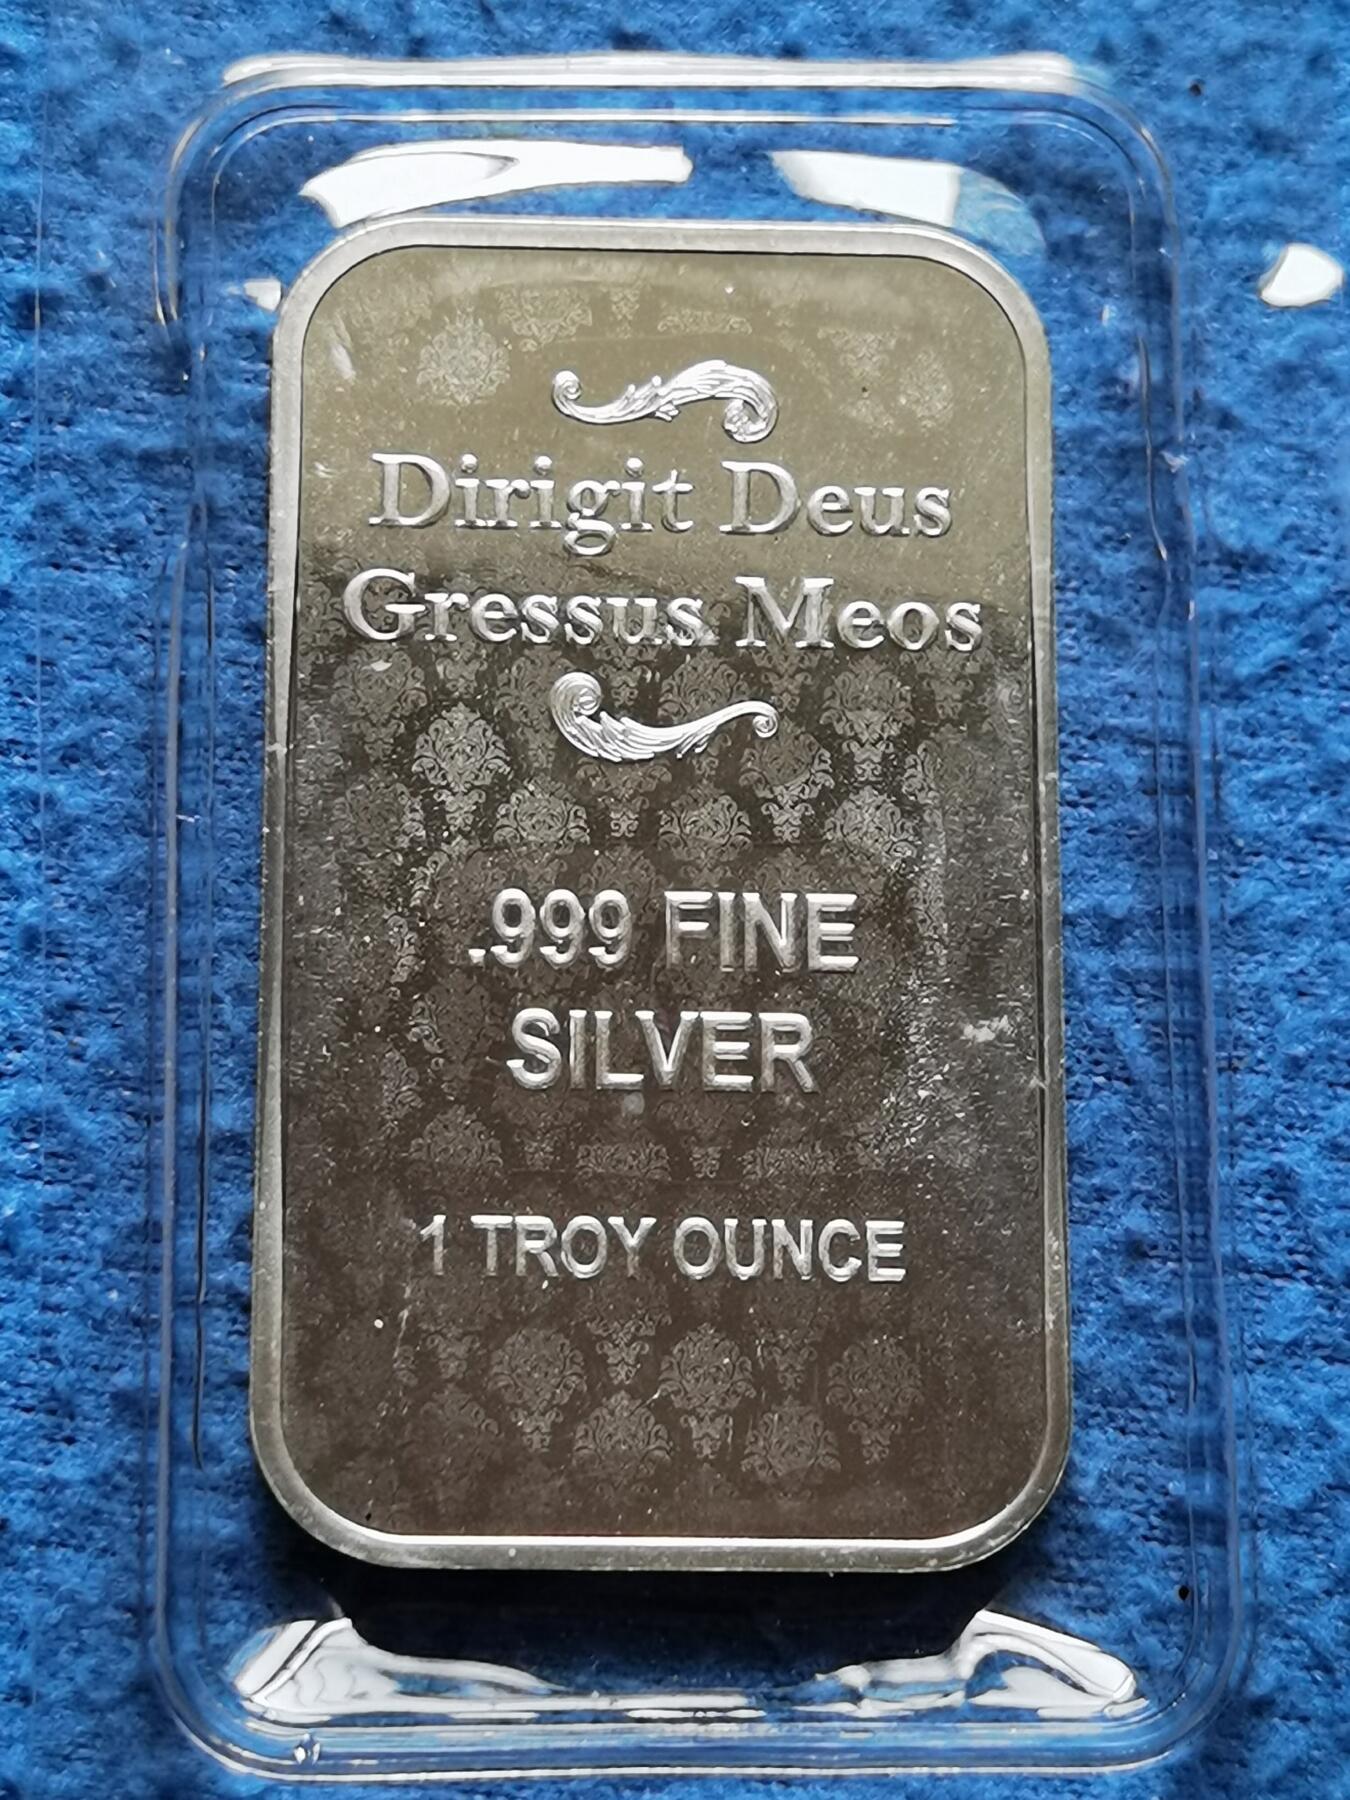 Dirigit Deus
Gressus Meos
.999 FINE
SILVER
1 TROY OUNCE